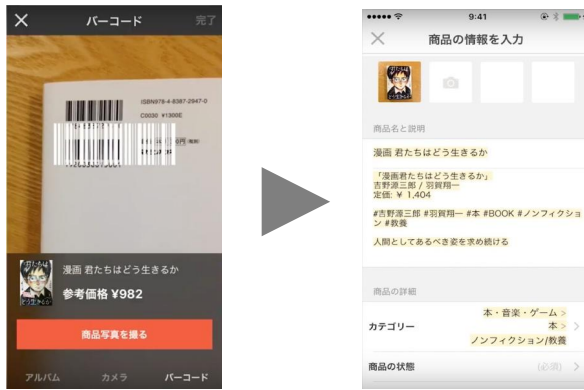 バーコード
完了
ISBN978-4-8387-2947-0
C0030 ¥1300E
漫画 君たちはどう生きるか
参考価格 ¥982
商品写真を撮る
アルバム
カメラ
バーコード
9:41
商品の情報を入力
商品名と説明
漫画 君たちはどう生きるか
「漫画君たちはどう生きるか」
吉野源三郎 / 羽賀翔一
定価: ¥ 1,404
#吉野源三郎 #羽賀翔一 #本 #BOOK #ノンフィクショ
ン #教養
人間としてあるべき姿を求め続ける
商品の詳細
カテゴリー
本・音楽・ゲーム >
本 >
ノンフィクション/教養
商品の状態
(必須)